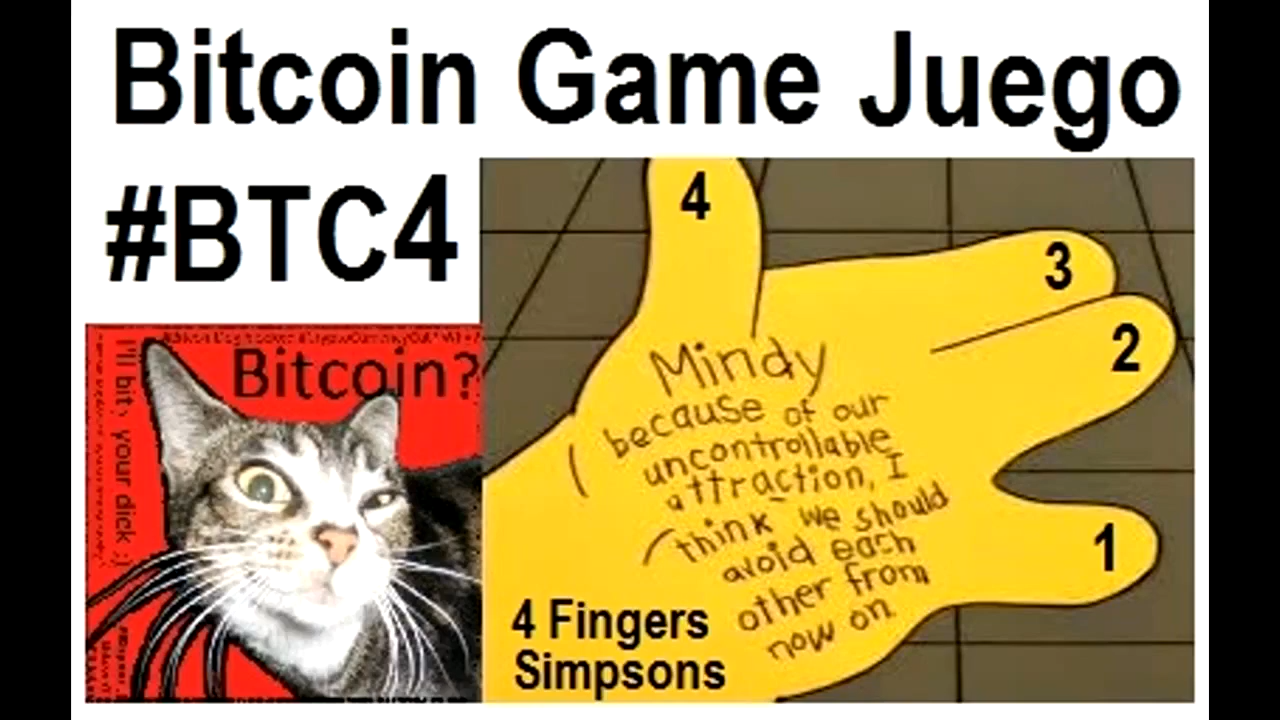 Bitcoin Game Juego
#BTC4
Bitcoin?
I'll bit, your dick :)
4
3
2
1
Mindy
because of our
uncontrollable
attraction, I
think we should
avoid each
other from
now on
4 Fingers
Simpsons